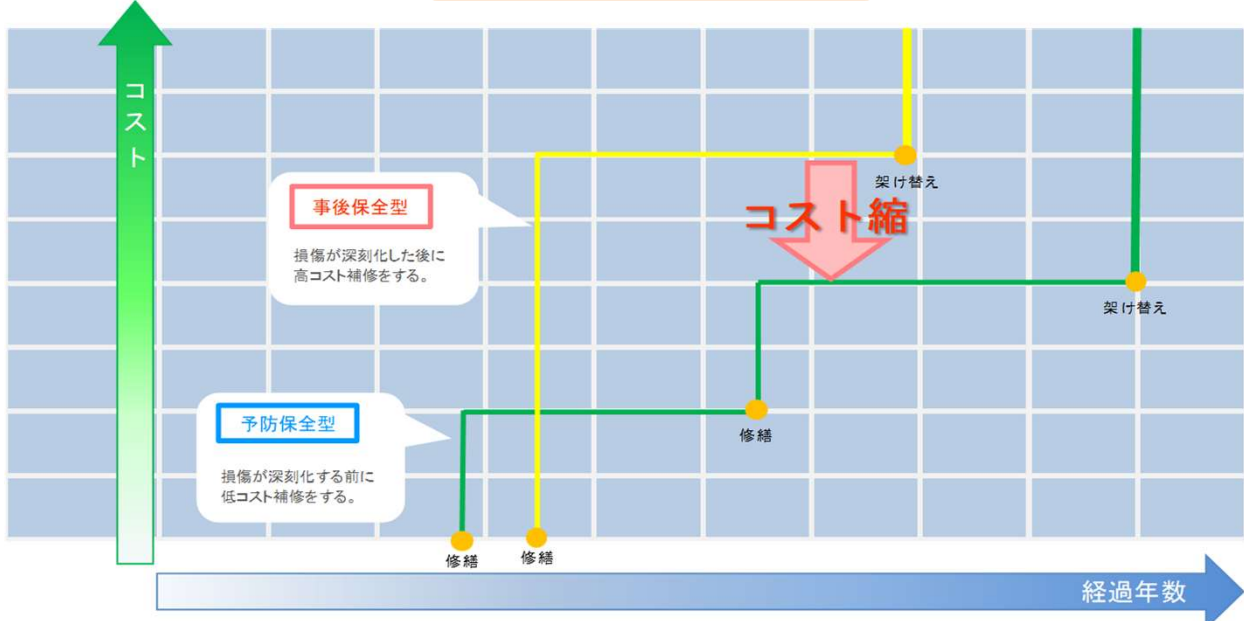 コスト
事後保全型
損傷が深刻化した後に
高コスト補修をする。
架け替え
コスト縮
架け替え
予防保全型
損傷が深刻化する前に
低コスト補修をする。
修繕
修繕
修繕
経過年数